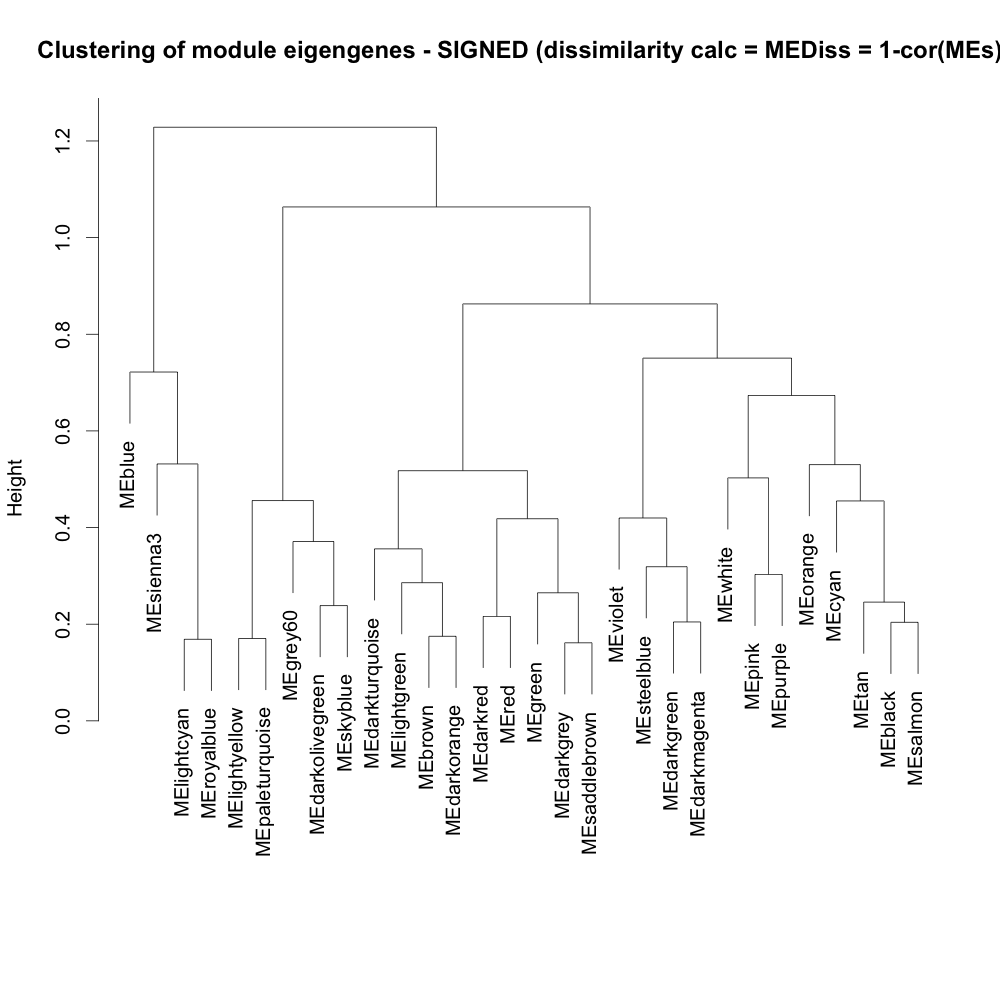 Clustering of module eigengenes - SIGNED (dissimilarity calc = MEDiss = 1-cor(MEs)
Height
1.2
1.0
0.8
0.6
0.4
0.2
0.0
MEblue
MEsienna3
MElightcyan
MEroyalblue
MElightyellow
MEpaleturquoise
MEgrey60
MEdarkolivegreen
MEskyblue
MEdarkturquoise
MElightgreen
MEbrown
MEdarkorange
MEdarkred
MEred
MEgreen
MEdarkgrey
MEsaddlebrown
MEviolet
MEsteelblue
MEdarkgreen
MEdarkmagenta
MEwhite
MEpink
MEpurple
MEorange
MEcyan
MEtan
MEblack
MEsalmon